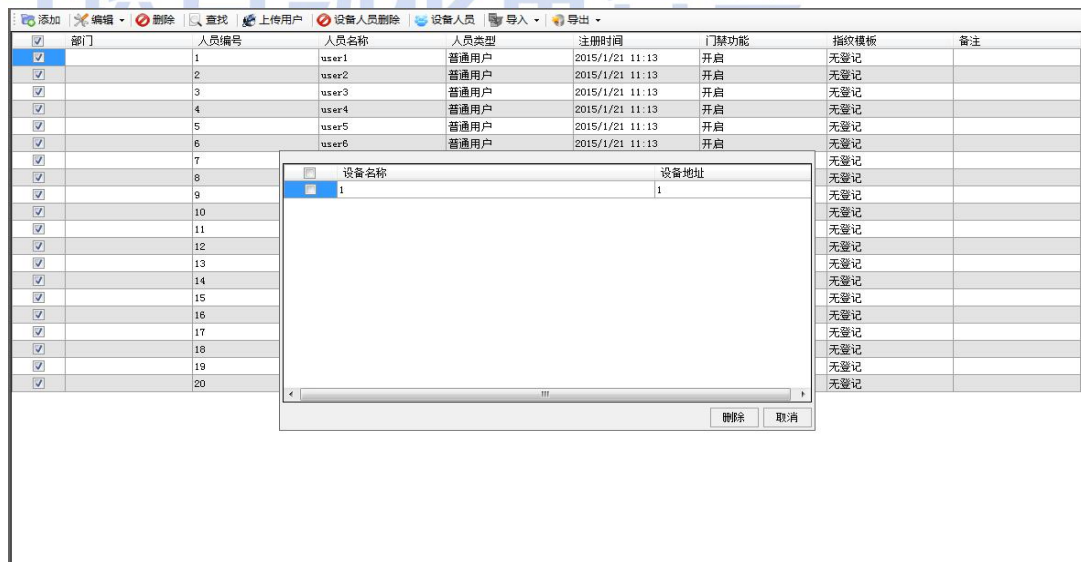 添加 编辑 删除 查找 上传用户 设备人员删除 设备人员 导入 导出
部门 人员编号 人员名称 人员类型 注册时间 门禁功能 指纹模板 备注
1 user1 普通用户 2015/1/21 11:13 开启 无登记
2 user2 普通用户 2015/1/21 11:13 开启 无登记
3 user3 普通用户 2015/1/21 11:13 开启 无登记
4 user4 普通用户 2015/1/21 11:13 开启 无登记
5 user5 普通用户 2015/1/21 11:13 开启 无登记
6 user6 普通用户 2015/1/21 11:13 开启 无登记
7 无登记
设备名称 设备地址
8 无登记
1 1
9 无登记
10 无登记
11 无登记
12 无登记
13 无登记
14 无登记
15 无登记
16 无登记
17 无登记
18 无登记
19 无登记
20 无登记
删除 取消